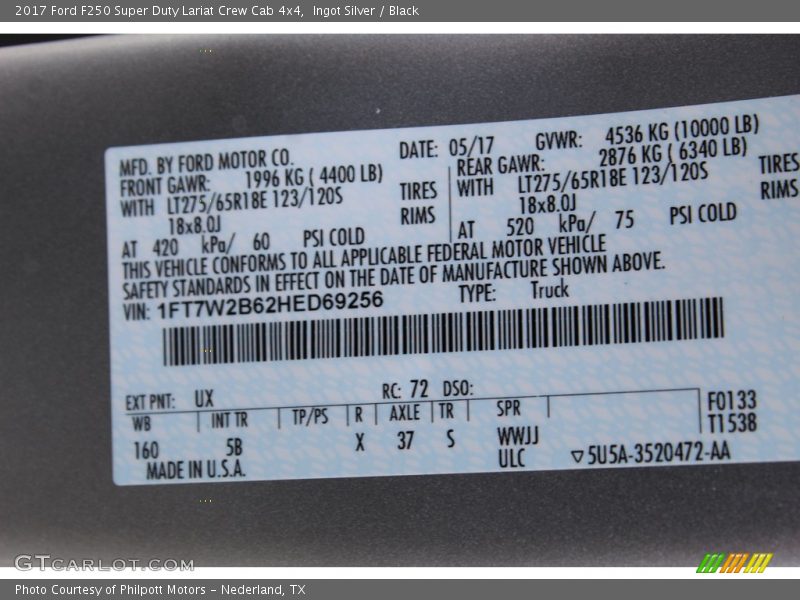 2017 Ford F250 Super Duty Lariat Crew Cab 4x4, Ingot Silver / Black
MFD. BY FORD MOTOR CO. DATE: 05/17 GVWR: 4536 KG (10000 LB)
FRONT GAWR: 1996 KG ( 4400 LB) REAR GAWR: 2876 KG ( 6340 LB)
WITH LT275/65R18E 123/120S TIRES WITH LT275/65R18E 123/120S TIRES
18x8.0J RIMS 18x8.0J RIMS
AT 420 kPa/ 60 PSI COLD AT 520 kPa/ 75 PSI COLD
THIS VEHICLE CONFORMS TO ALL APPLICABLE FEDERAL MOTOR VEHICLE
SAFETY STANDARDS IN EFFECT ON THE DATE OF MANUFACTURE SHOWN ABOVE.
VIN: 1FT7W2B62HED69256 TYPE: Truck
EXT PNT: UX RC: 72 DSO:
WB INT TR TP/PS R AXLE TR SPR F0133
T1538
160 5B X 37 S WWJJ
MADE IN U.S.A. ULC ▽5U5A-3520472-AA
GTCARLOT.COM
Photo Courtesy of Philpott Motors - Nederland, TX